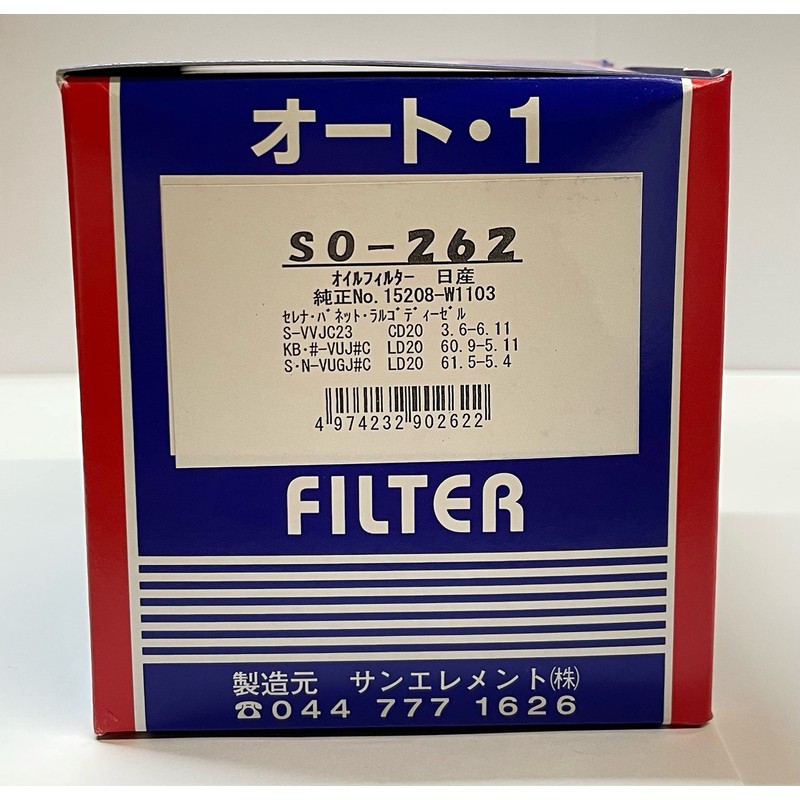 オート・1
SO-262
ｵｲﾙﾌｨﾙﾀｰ 日産
純正No.15208-W1103
ｾﾚﾅ･ﾊﾞﾈｯﾄ･ﾗﾙｺﾞﾃﾞｨｰｾﾞﾙ
S-VVJC23 CD20 3.6-6.11
KB･#-VUJ#C LD20 60.9-5.11
S･N-VUGJ#C LD20 61.5-5.4
4 974232 902622
FILTER
製造元 サンエレメント㈱
☎044 777 1626